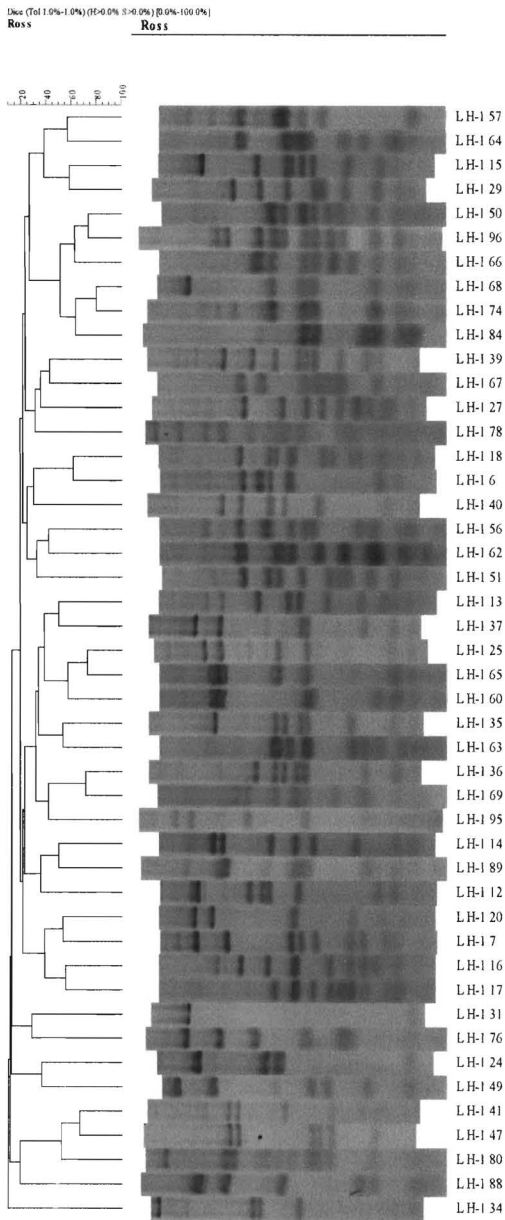 Dice (Tol 1.0%-1.0%) (H>0.0% S>0.0%) [0.0%-100.0%]
Ross Ross
20 40 60 80 100
LH-1 57
LH-1 64
LH-1 15
LH-1 29
LH-1 50
LH-1 96
LH-1 66
LH-1 68
LH-1 74
LH-1 84
LH-1 39
LH-1 67
LH-1 27
LH-1 78
LH-1 18
LH-1 6
LH-1 40
LH-1 56
LH-1 62
LH-1 51
LH-1 13
LH-1 37
LH-1 25
LH-1 65
LH-1 60
LH-1 35
LH-1 63
LH-1 36
LH-1 69
LH-1 95
LH-1 14
LH-1 89
LH-1 12
LH-1 20
LH-1 7
LH-1 16
LH-1 17
LH-1 31
LH-1 76
LH-1 24
LH-1 49
LH-1 41
LH-1 47
LH-1 80
LH-1 88
LH-1 34